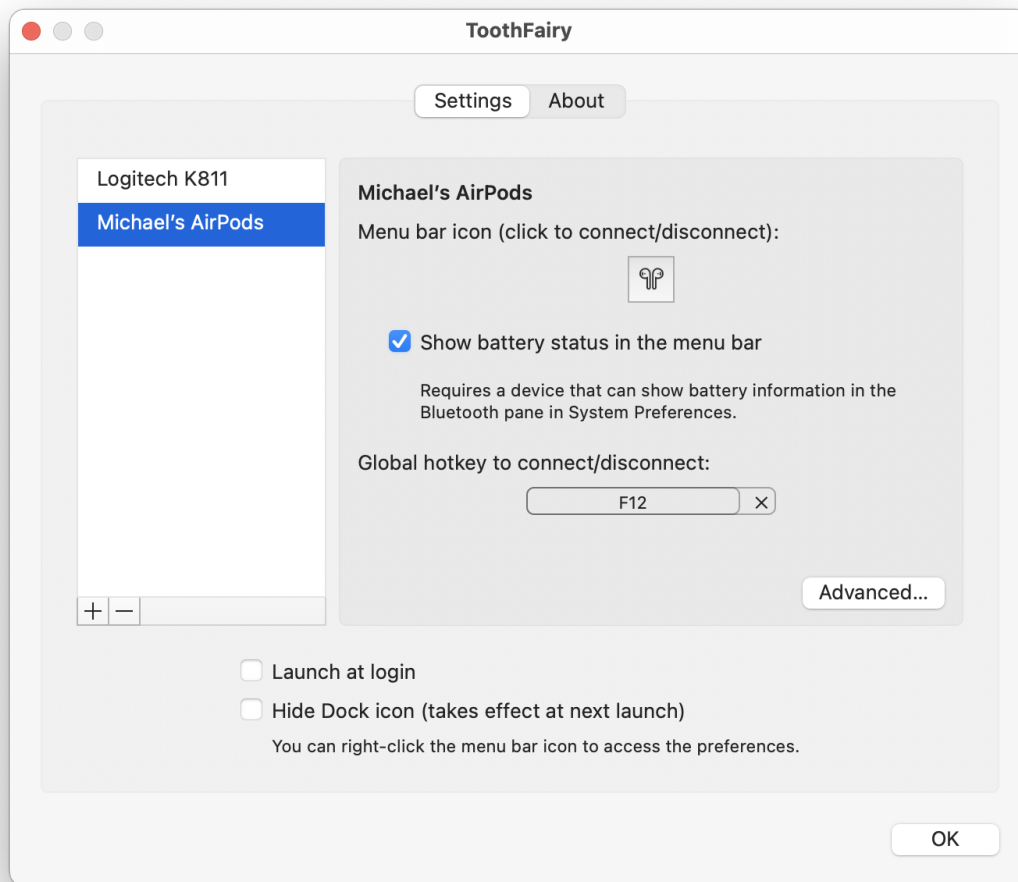 ToothFairy
Settings
About
Logitech K811
Michael’s AirPods
Michael’s AirPods
Menu bar icon (click to connect/disconnect):
Show battery status in the menu bar
Requires a device that can show battery information in the
Bluetooth pane in System Preferences.
Global hotkey to connect/disconnect:
F12
Advanced...
Launch at login
Hide Dock icon (takes effect at next launch)
You can right-click the menu bar icon to access the preferences.
OK